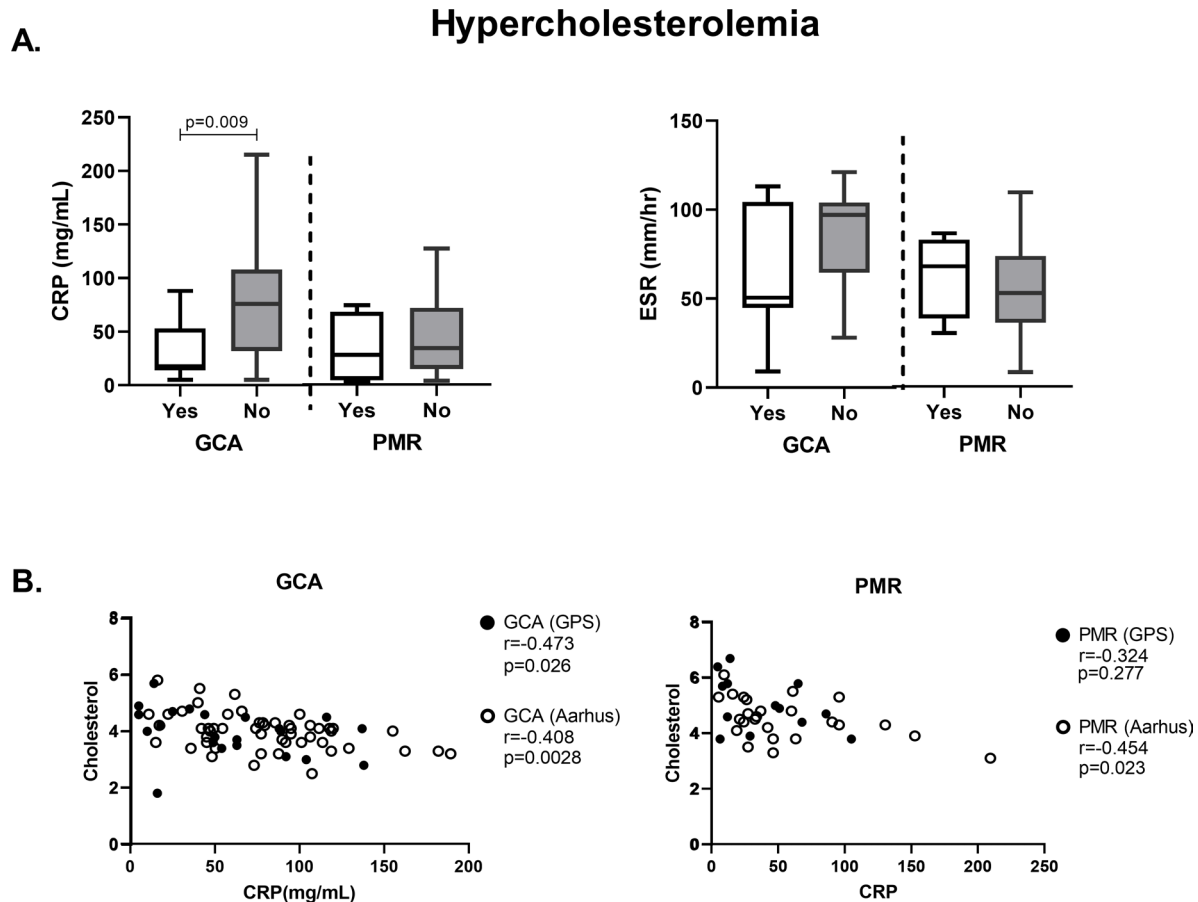 Hypercholesterolemia
A.
CRP (mg/mL)
250
200
150
100
50
0
p=0.009
Yes
No
Yes
No
GCA
PMR
ESR (mm/hr)
150
100
50
0
Yes
No
Yes
No
GCA
PMR
B.
GCA
Cholesterol
8
6
4
2
0
0
50
100
150
200
CRP(mg/mL)
GCA (GPS)
r=-0.473
p=0.026
GCA (Aarhus)
r=-0.408
p=0.0028
PMR
Cholesterol
8
6
4
2
0
0
50
100
150
200
250
CRP
PMR (GPS)
r=-0.324
p=0.277
PMR (Aarhus)
r=-0.454
p=0.023